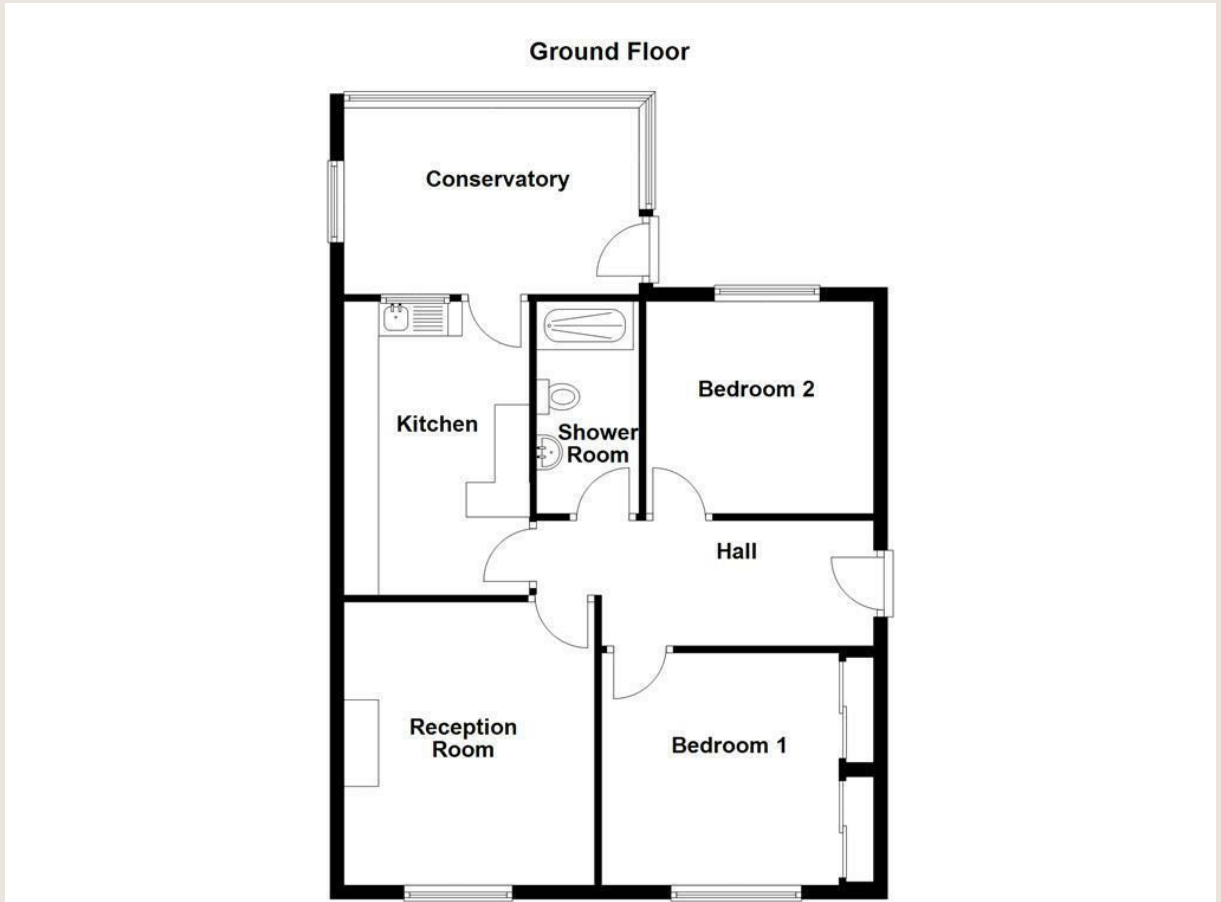 Ground Floor
Conservatory
Bedroom 2
Kitchen
Shower
Room
Hall
Reception
Room
Bedroom 1